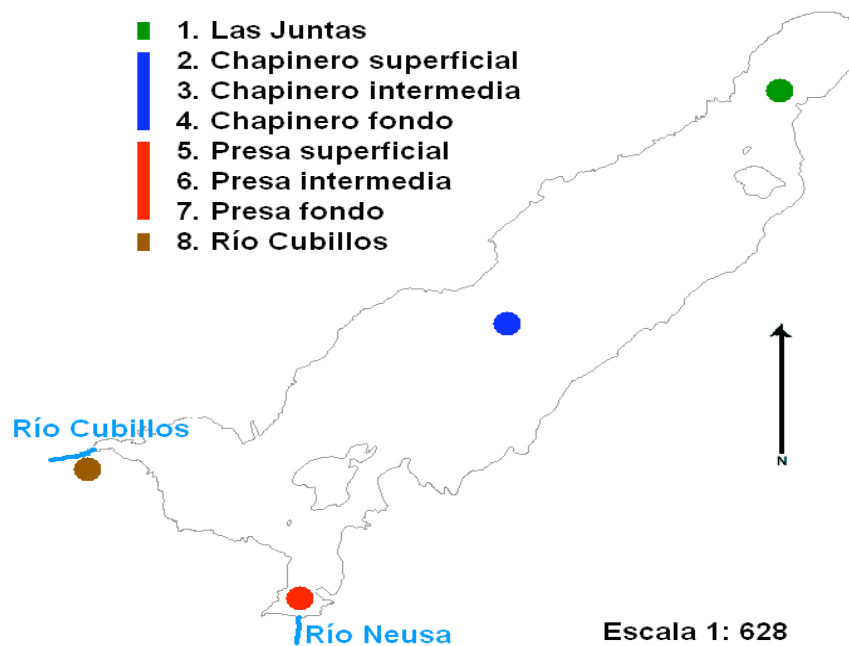 1. Las Juntas
2. Chapinero superficial
3. Chapinero intermedia
4. Chapinero fondo
5. Presa superficial
6. Presa intermedia
7. Presa fondo
8. Río Cubillos
Río Cubillos
N
Río Neusa
Escala 1: 628